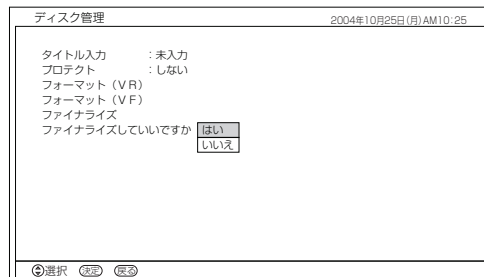 ディスク管理 2004年10月25日(月)AM10:25
タイトル入力 :未入力
プロテクト :しない
フォーマット(VR)
フォーマット(VF)
ファイナライズ
ファイナライズしていいですか はい
いいえ
選択 決定 戻る